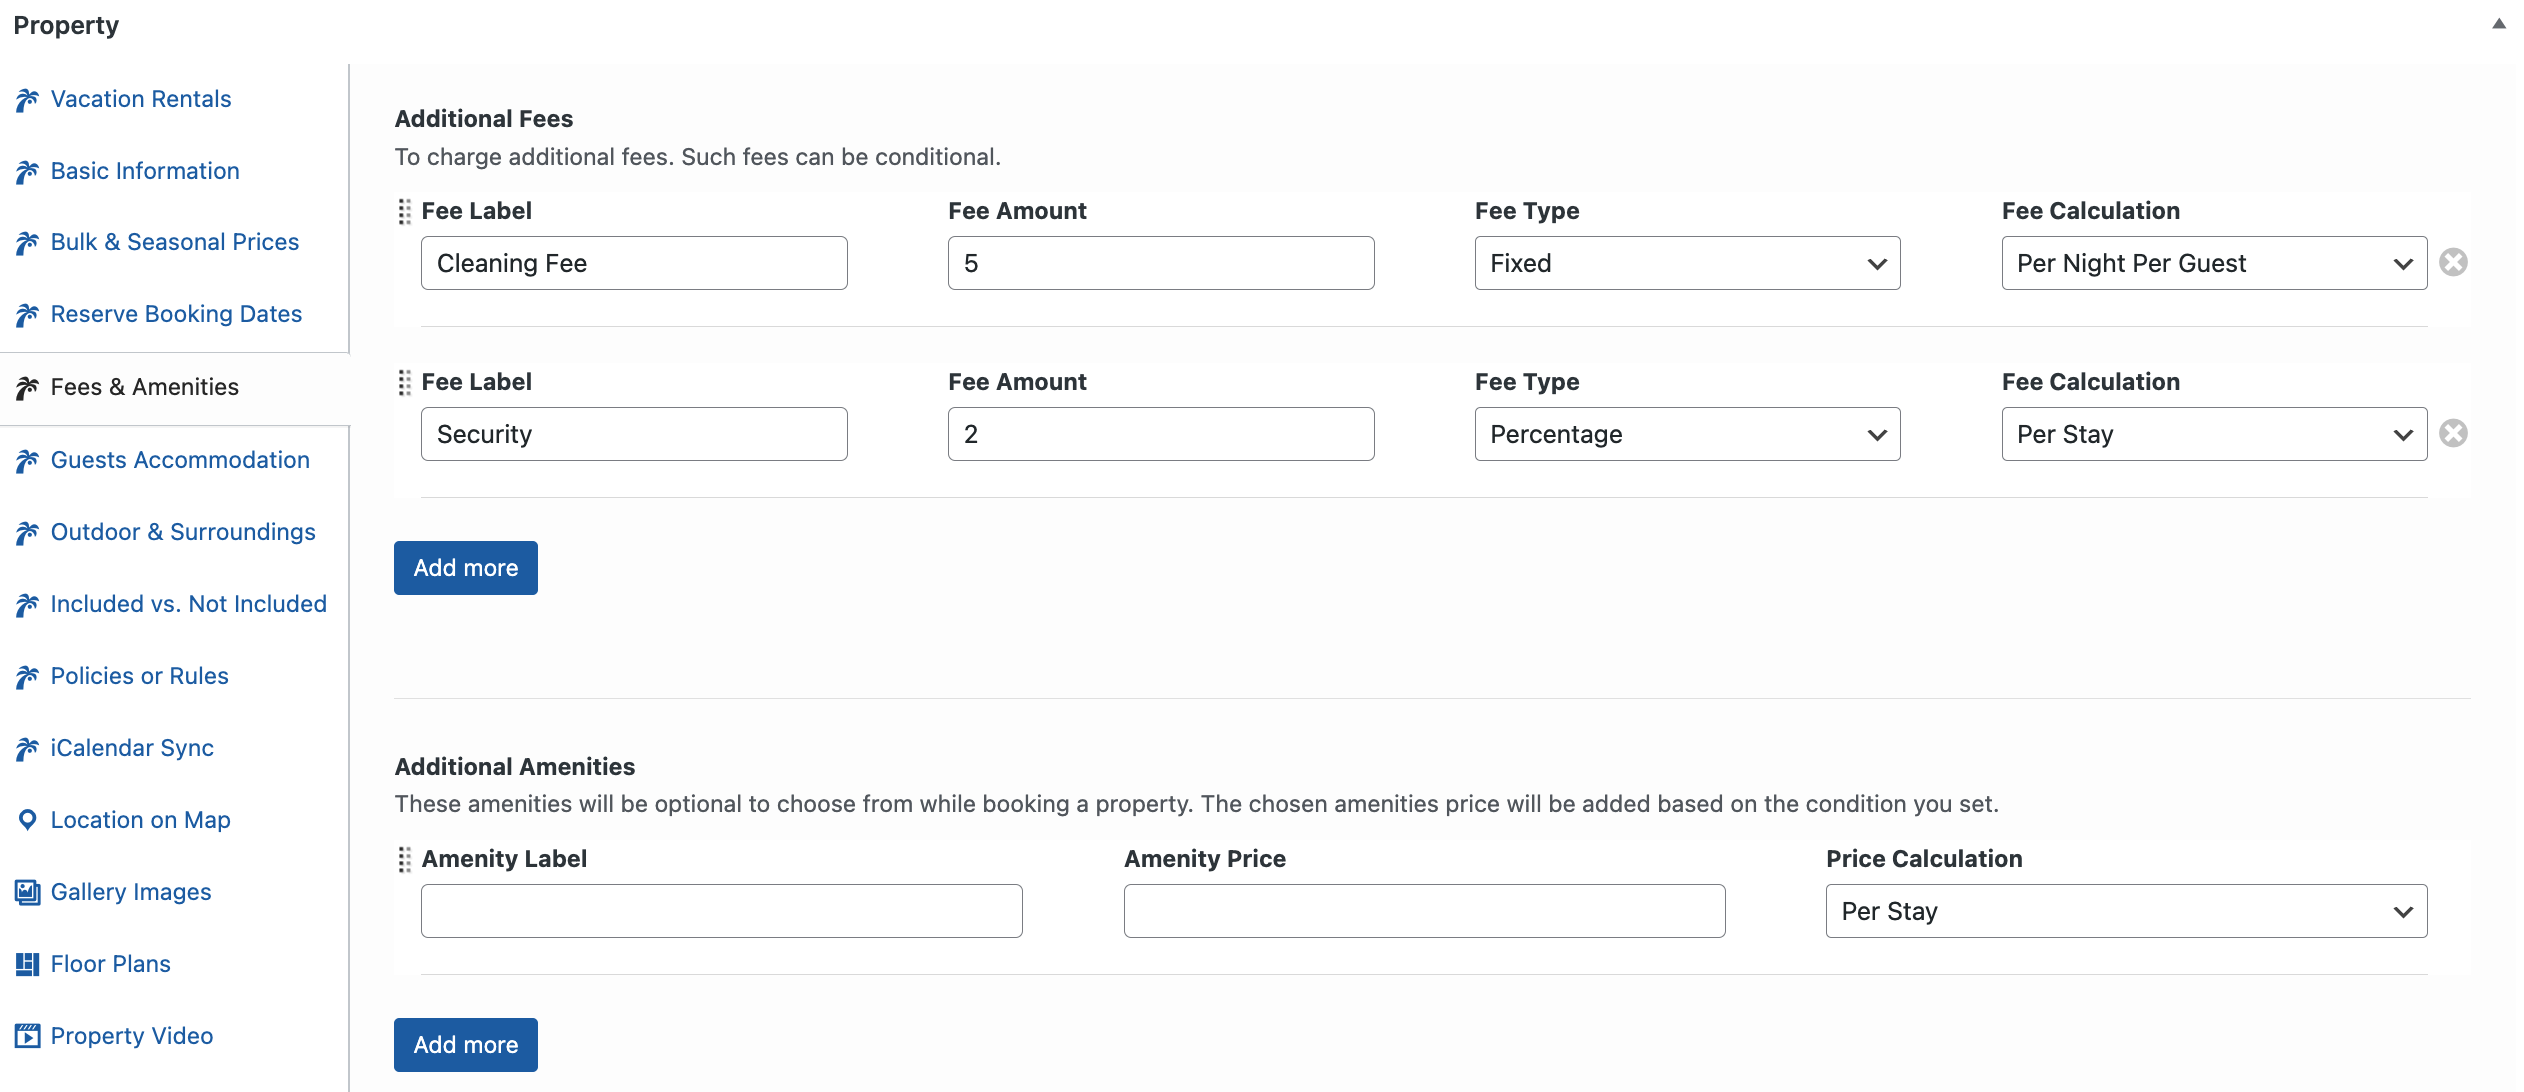 Property
Vacation Rentals
Basic Information
Bulk & Seasonal Prices
Reserve Booking Dates
Fees & Amenities
Guests Accommodation
Outdoor & Surroundings
Included vs. Not Included
Policies or Rules
iCalendar Sync
Location on Map
Gallery Images
Floor Plans
Property Video
Additional Fees
To charge additional fees. Such fees can be conditional.
Fee Label Fee Amount Fee Type Fee Calculation
Cleaning Fee 5 Fixed Per Night Per Guest
Fee Label Fee Amount Fee Type Fee Calculation
Security 2 Percentage Per Stay
Add more
Additional Amenities
These amenities will be optional to choose from while booking a property. The chosen amenities price will be added based on the condition you set.
Amenity Label Amenity Price Price Calculation
Per Stay
Add more